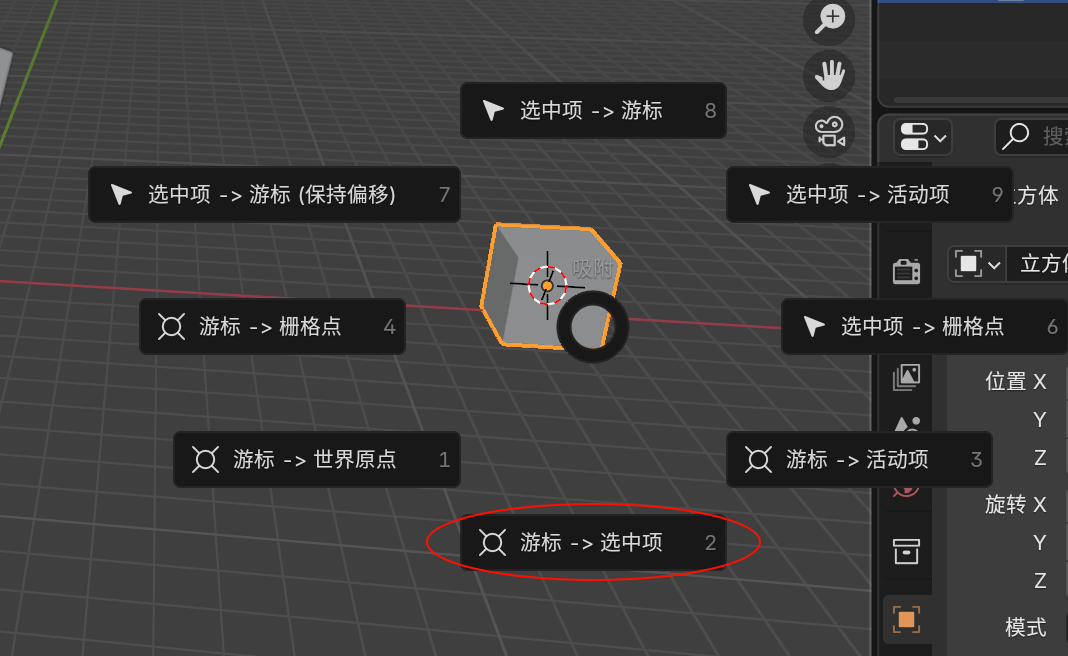 选中项 -> 游标 8
搜
选中项 -> 游标 (保持偏移) 7
选中项 -> 活动项 9
方体
吸附
立方
游标 -> 栅格点 4
选中项 -> 栅格点 6
位置 X
Y
游标 -> 世界原点 1
游标 -> 活动项 3
Z
旋转 X
游标 -> 选中项 2
Y
Z
模式